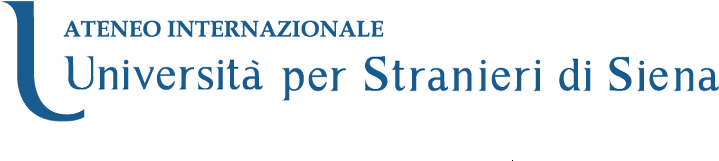 ATENEO INTERNAZIONALE
Università per Stranieri di Siena